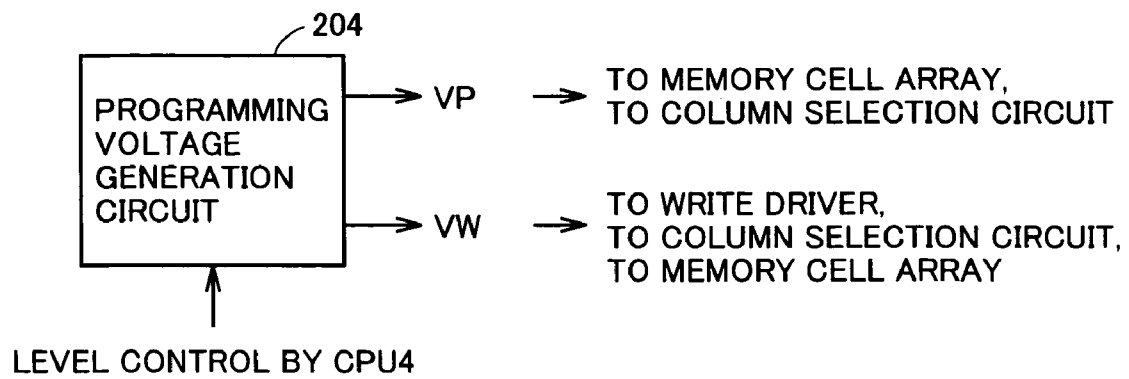 204
PROGRAMMING
VOLTAGE
GENERATION
CIRCUIT
VP
TO MEMORY CELL ARRAY,
TO COLUMN SELECTION CIRCUIT
VW
TO WRITE DRIVER,
TO COLUMN SELECTION CIRCUIT,
TO MEMORY CELL ARRAY
LEVEL CONTROL BY CPU4